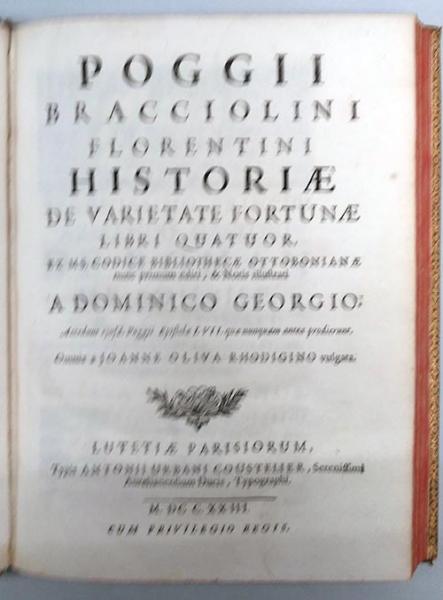 POGGII
BRACCIOLINI
FLORENTINI
HISTORIÆ
DE VARIETATE FORTUNÆ
LIBRI QUATUOR,
EX MS. CODICE BIBLIOTHECÆ OTTOBONIANÆ
nunc primum editi, & Notis illustrati
A DOMINICO GEORGIO;
Accedunt ejusd. Poggii Epistolæ LVII. quæ nunquam antea prodierunt.
Omnia a JOANNE OLIVA RHODIGINO vulgata.
LUTETIÆ PARISIORUM,
Typis ANTONII URBANI COUSTELIER, Serenissimi
Aurelianensium Ducis, Typographi.
M. DCC. XXIII.
CUM PRIVILEGIO REGIS.